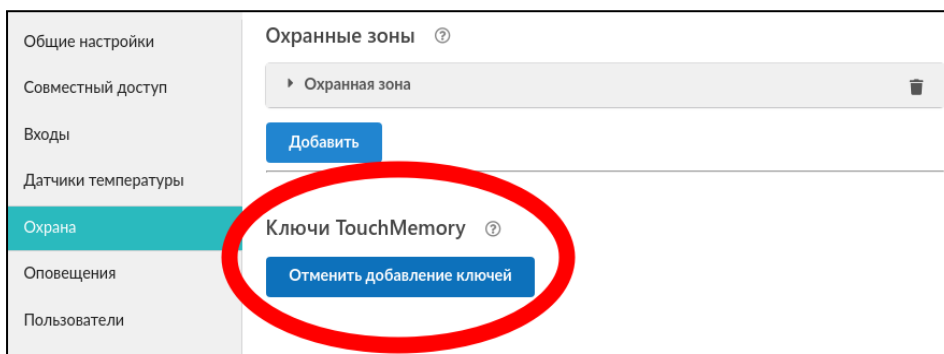 Общие настройки
Совместный доступ
Входы
Датчики температуры
Охрана
Оповещения
Пользователи
Охранные зоны ?
Охранная зона
Добавить
Ключи TouchMemory ?
Отменить добавление ключей